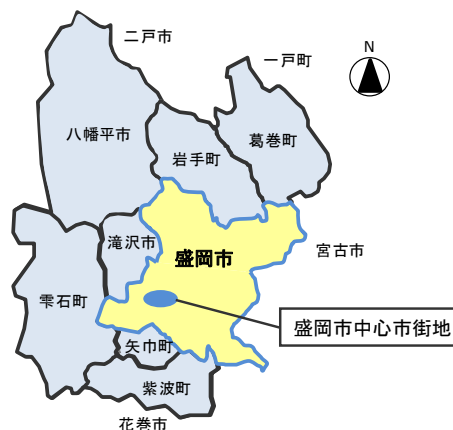 二戸市
一戸町
N
八幡平市
岩手町
葛巻町
滝沢市
盛岡市
宮古市
雫石町
盛岡市中心市街地
矢巾町
紫波町
花巻市